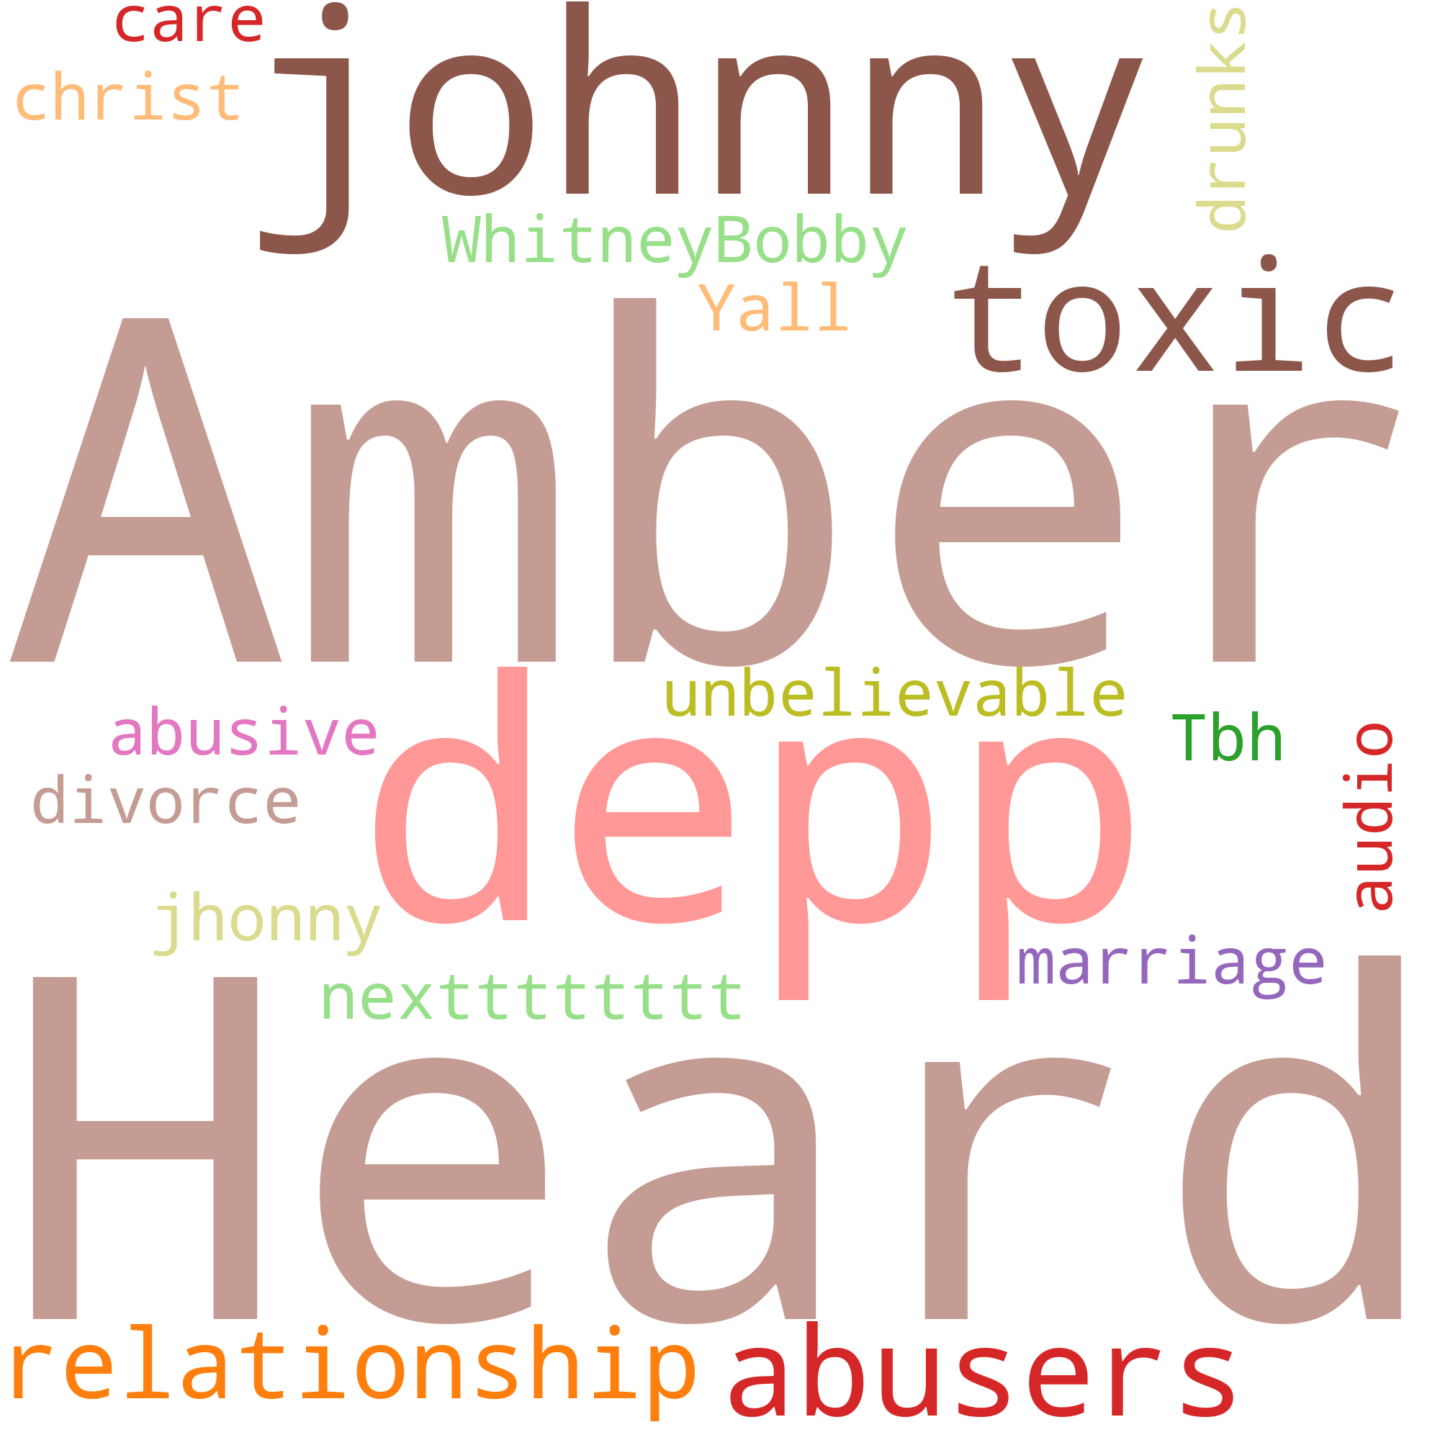 care
johnny
drunks
christ
WhitneyBobby
Yall
toxic
Amber
unbelievable
abusive
depp
Tbh
audio
divorce
jhonny
marriage
nextttttttt
Heard
relationship
abusers